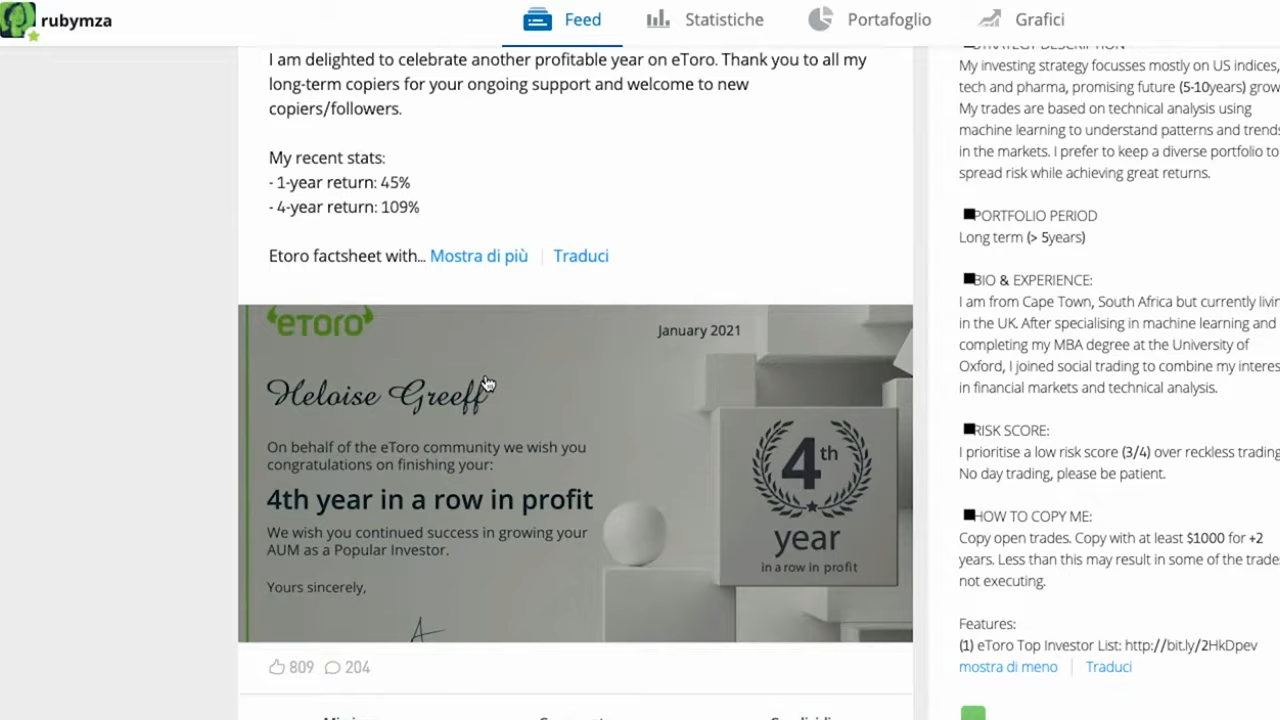 rubymza
Feed
Statistiche
Portafoglio
Grafici
I am delighted to celebrate another profitable year on eToro. Thank you to all my
long-term copiers for your ongoing support and welcome to new
copiers/followers.
My recent stats:
- 1-year return: 45%
- 4-year return: 109%
Etoro factsheet with... Mostra di più | Traduci
eToro
January 2021
Heloise Greeff
On behalf of the eToro community we wish you
congratulations on finishing your:
4th year in a row in profit
We wish you continued success in growing your
AUM as a Popular Investor.
Yours sincerely,
4th
year
in a row in profit
809
204
STRATEGY DESCRIPTION
My investing strategy focusses mostly on US indices,
tech and pharma, promising future (5-10years)
My trades are based on technical analysis using
machine learning to understand patterns and trends
in the markets. I prefer to keep a diverse portfolio to
spread risk while achieving great returns.
PORTFOLIO PERIOD
Long term (> 5years)
BIO & EXPERIENCE:
I am from Cape Town, South Africa but currently
in the UK. After specialising in machine learning and
completing my MBA degree at the University of
Oxford, I joined social trading to combine my
in financial markets and technical analysis.
RISK SCORE:
I prioritise a low risk score (3/4) over reckless
No day trading, please be patient.
HOW TO COPY ME:
Copy open trades. Copy with at least $1000 for +2
years. Less than this may result in some of the
not executing.
Features:
(1) eToro Top Investor List: http://bit.ly/2HkDpev
mostra di meno | Traduci